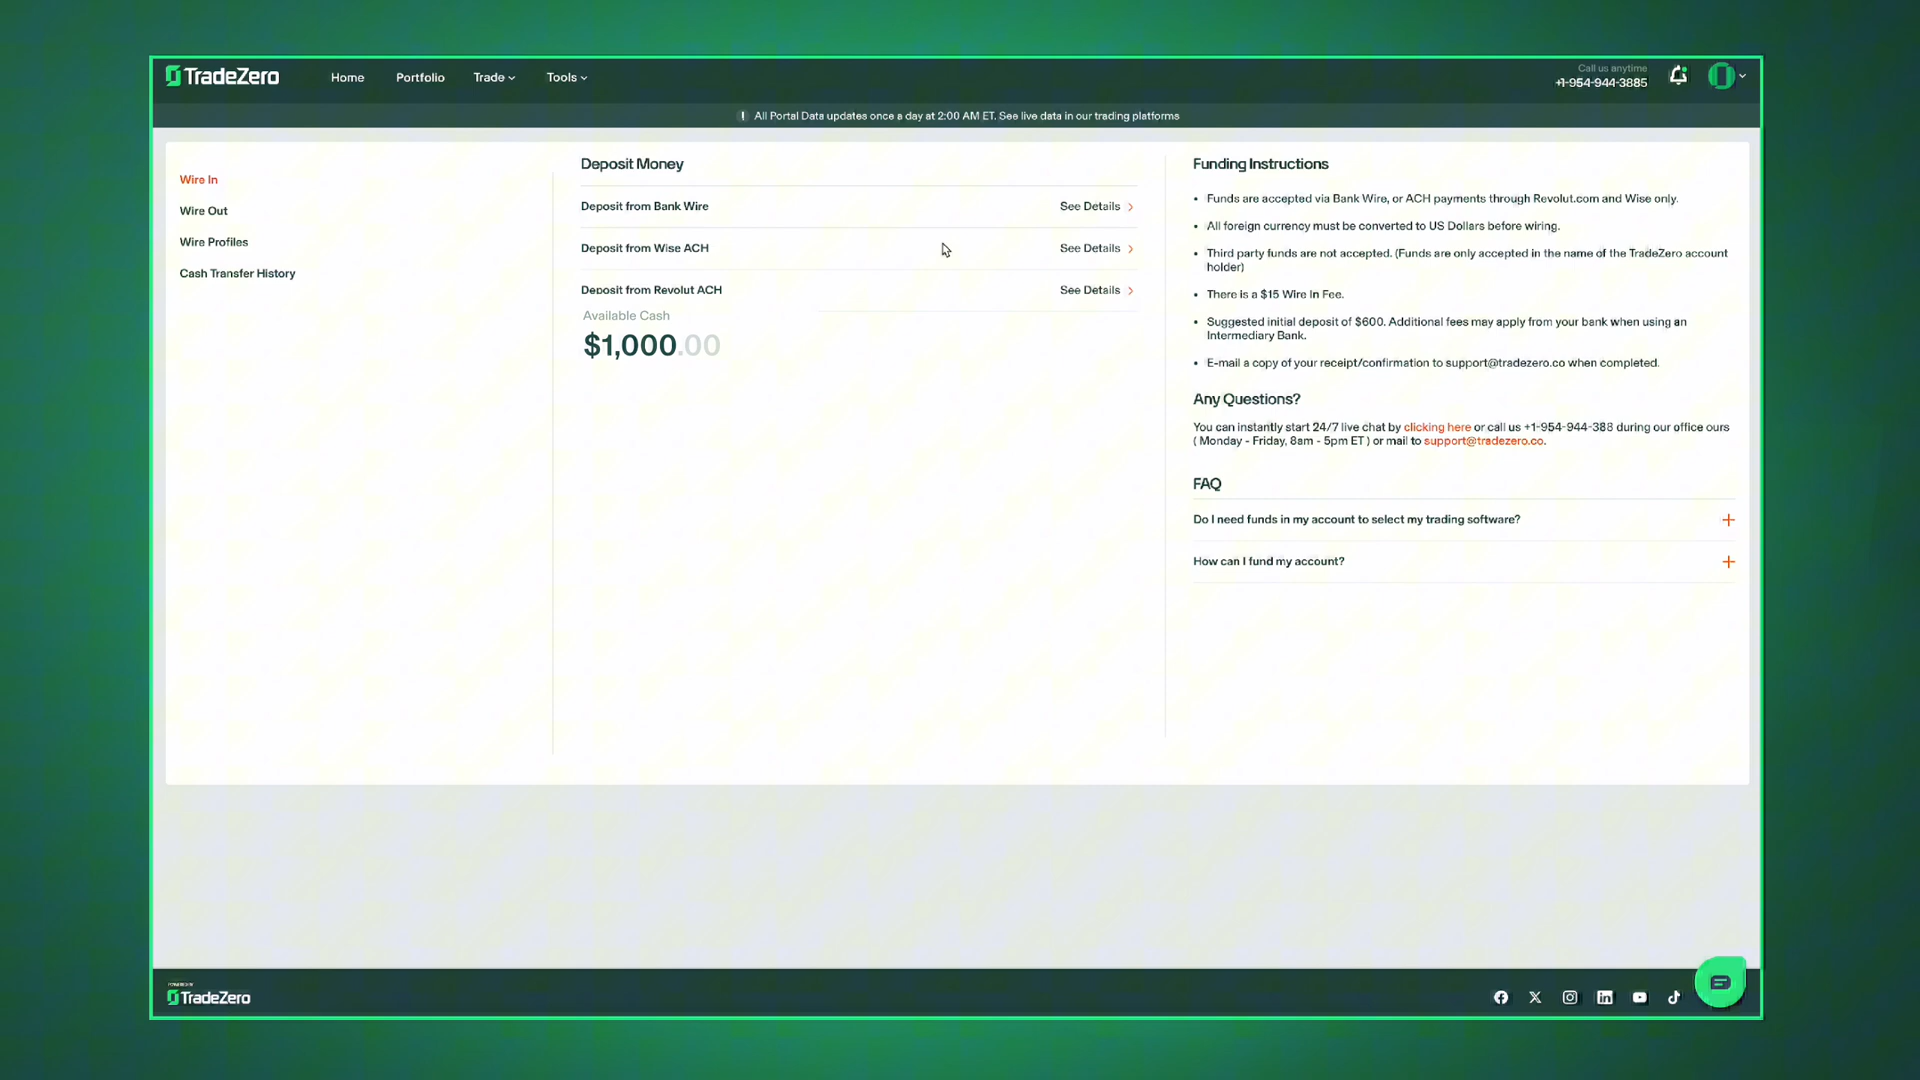 TradeZero
Home
Portfolio
Trade
Tools
Call us anytime
+1-954-944-3885
All Portal Data updates once a day at 2:00 AM ET. See live data in our trading platforms
Wire In
Wire Out
Wire Profiles
Cash Transfer History
Deposit Money
Deposit from Bank Wire
See Details
Deposit from Wise ACH
See Details
Deposit from Revolut ACH
See Details
Available Cash
$1,000.00
Funding Instructions
• Funds are accepted via Bank Wire, or ACH payments through Revolut.com and Wise only.
• All foreign currency must be converted to US Dollars before wiring.
• Third party funds are not accepted. (Funds are only accepted in the name of the TradeZero account
holder)
• There is a $15 Wire In Fee.
• Suggested initial deposit of $600. Additional fees may apply from your bank when using an
Intermediary Bank.
• E-mail a copy of your receipt/confirmation to support@tradezero.co when completed.
Any Questions?
You can instantly start 24/7 live chat by clicking here or call us +1-954-944-388 during our office ours
( Monday - Friday, 8am - 5pm ET ) or mail to support@tradezero.co.
FAQ
Do I need funds in my account to select my trading software?
How can I fund my account?
POWERED BY
TradeZero